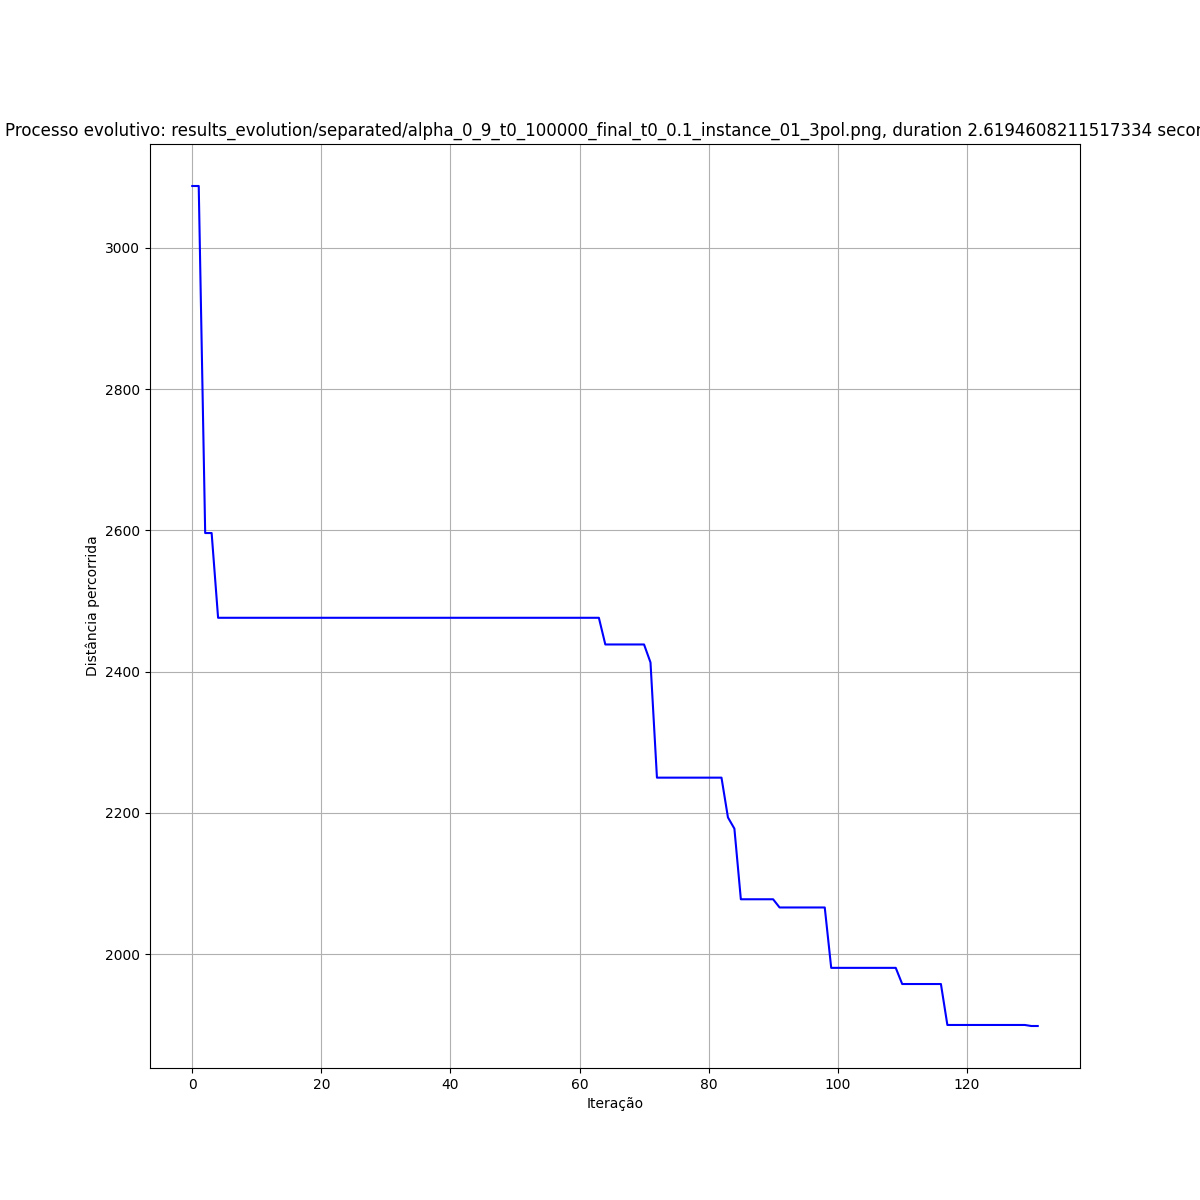 Processo evolutivo: results_evolution/separated/alpha_0_9_t0_100000_final_t0_0.1_instance_01_3pol.png, duration 2.6194608211517334
3000
2800
2600
2400
2200
2000
Distância percorrida
0 20 40 60 80 100 120
Iteração